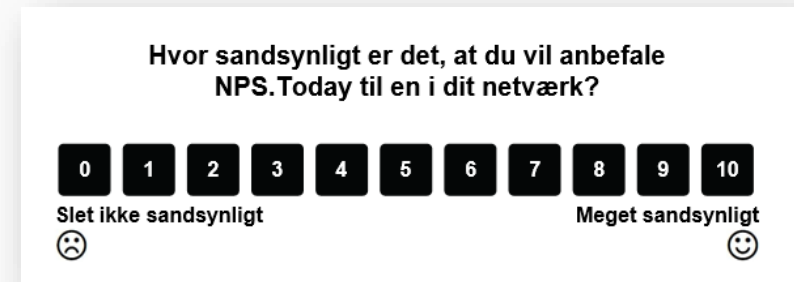 Hvor sandsynligt er det, at du vil anbefale
NPS.Today til en i dit netværk?
0 1 2 3 4 5 6 7 8 9 10
Slet ikke sandsynligt Meget sandsynligt